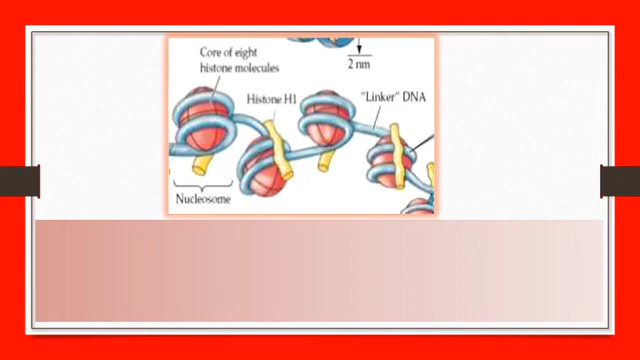 Core of eight
histone molecules
2 nm
Histone H1
"Linker" DNA
Nucleosome